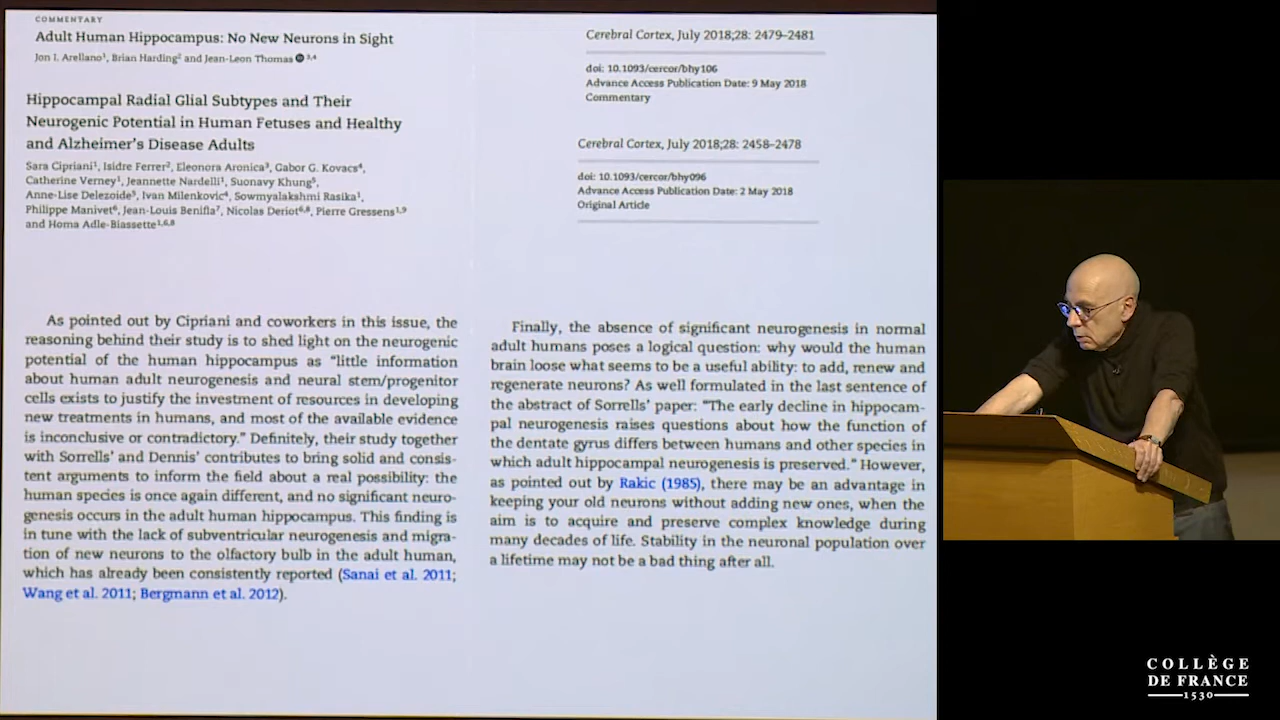 COMMENTARY
Adult Human Hippocampus: No New Neurons in Sight
Jon I. Arellano¹, Brian Harding² and Jean-Leon Thomas 3,4
Cerebral Cortex, July 2018;28: 2479–2481
doi: 10.1093/cercor/bhy106
Advance Access Publication Date: 9 May 2018
Commentary
Hippocampal Radial Glial Subtypes and Their
Neurogenic Potential in Human Fetuses and Healthy
and Alzheimer's Disease Adults
Sara Cipriani¹, Isidre Ferrer², Eleonora Aronica³, Gabor G. Kovacs⁴,
Catherine Verney¹, Jeannette Nardelli¹, Suonavy Khung⁵,
Anne-Lise Delezoide⁵, Ivan Milenkovic⁴, Sowmyalakshmi Rasika¹,
Philippe Manivet⁶, Jean-Louis Benifla⁷, Nicolas Deriot⁶,⁸, Pierre Gressens¹,⁹
and Homa Adle-Biassette¹,⁶,⁸
Cerebral Cortex, July 2018;28: 2458–2478
doi: 10.1093/cercor/bhy096
Advance Access Publication Date: 2 May 2018
Original Article
As pointed out by Cipriani and coworkers in this issue, the
reasoning behind their study is to shed light on the neurogenic
potential of the human hippocampus as "little information
about human adult neurogenesis and neural stem/progenitor
cells exists to justify the investment of resources in developing
new treatments in humans, and most of the available evidence
is inconclusive or contradictory." Definitely, their study together
with Sorrells' and Dennis' contributes to bring solid and consis-
tent arguments to inform the field about a real possibility: the
human species is once again different, and no significant neuro-
genesis occurs in the adult human hippocampus. This finding is
in tune with the lack of subventricular neurogenesis and migra-
tion of new neurons to the olfactory bulb in the adult human,
which has already been consistently reported (Sanai et al. 2011;
Wang et al. 2011; Bergmann et al. 2012).
Finally, the absence of significant neurogenesis in normal
adult humans poses a logical question: why would the human
brain loose what seems to be a useful ability: to add, renew and
regenerate neurons? As well formulated in the last sentence of
the abstract of Sorrells' paper: "The early decline in hippocam-
pal neurogenesis raises questions about how the function of
the dentate gyrus differs between humans and other species in
which adult hippocampal neurogenesis is preserved." However,
as pointed out by Rakic (1985), there may be an advantage in
keeping your old neurons without adding new ones, when the
aim is to acquire and preserve complex knowledge during
many decades of life. Stability in the neuronal population over
a lifetime may not be a bad thing after all.
COLLÈGE
DE FRANCE
1530